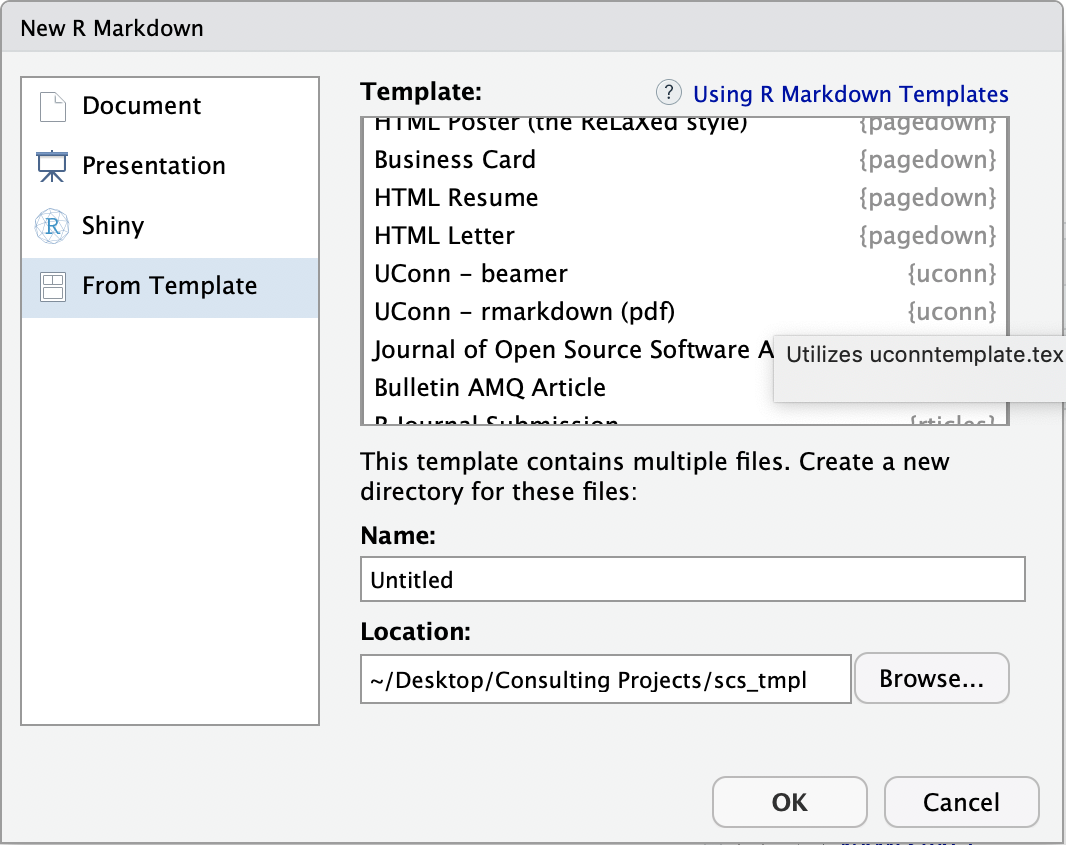 New R Markdown
Document
Presentation
Shiny
From Template
Template:
? Using R Markdown Templates
HTML Poster (the ReLaXed style) {pagedown}
Business Card {pagedown}
HTML Resume {pagedown}
HTML Letter {pagedown}
UConn - beamer {uconn}
UConn - rmarkdown (pdf) {uconn}
Journal of Open Source Software A
Utilizes uconntemplate.tex
Bulletin AMQ Article
R Journal Submission {rticles}
This template contains multiple files. Create a new
directory for these files:
Name:
Untitled
Location:
~/Desktop/Consulting Projects/scs_tmpl
Browse...
OK
Cancel